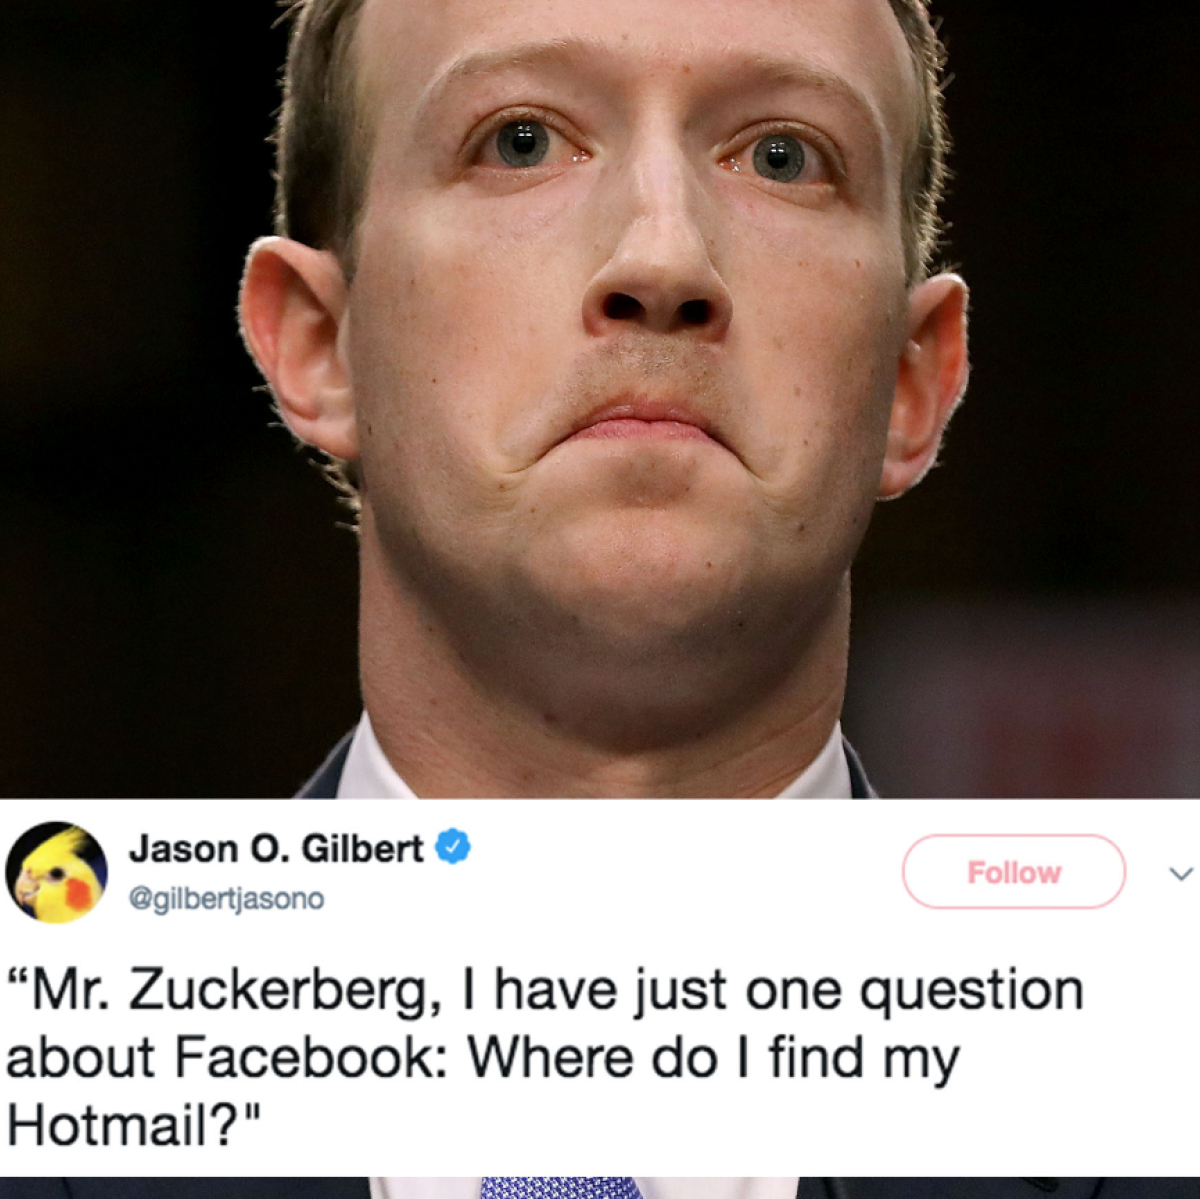 Jason O. Gilbert
Follow
@gilbertjasono
“Mr. Zuckerberg, I have just one question
about Facebook: Where do I find my
Hotmail?"